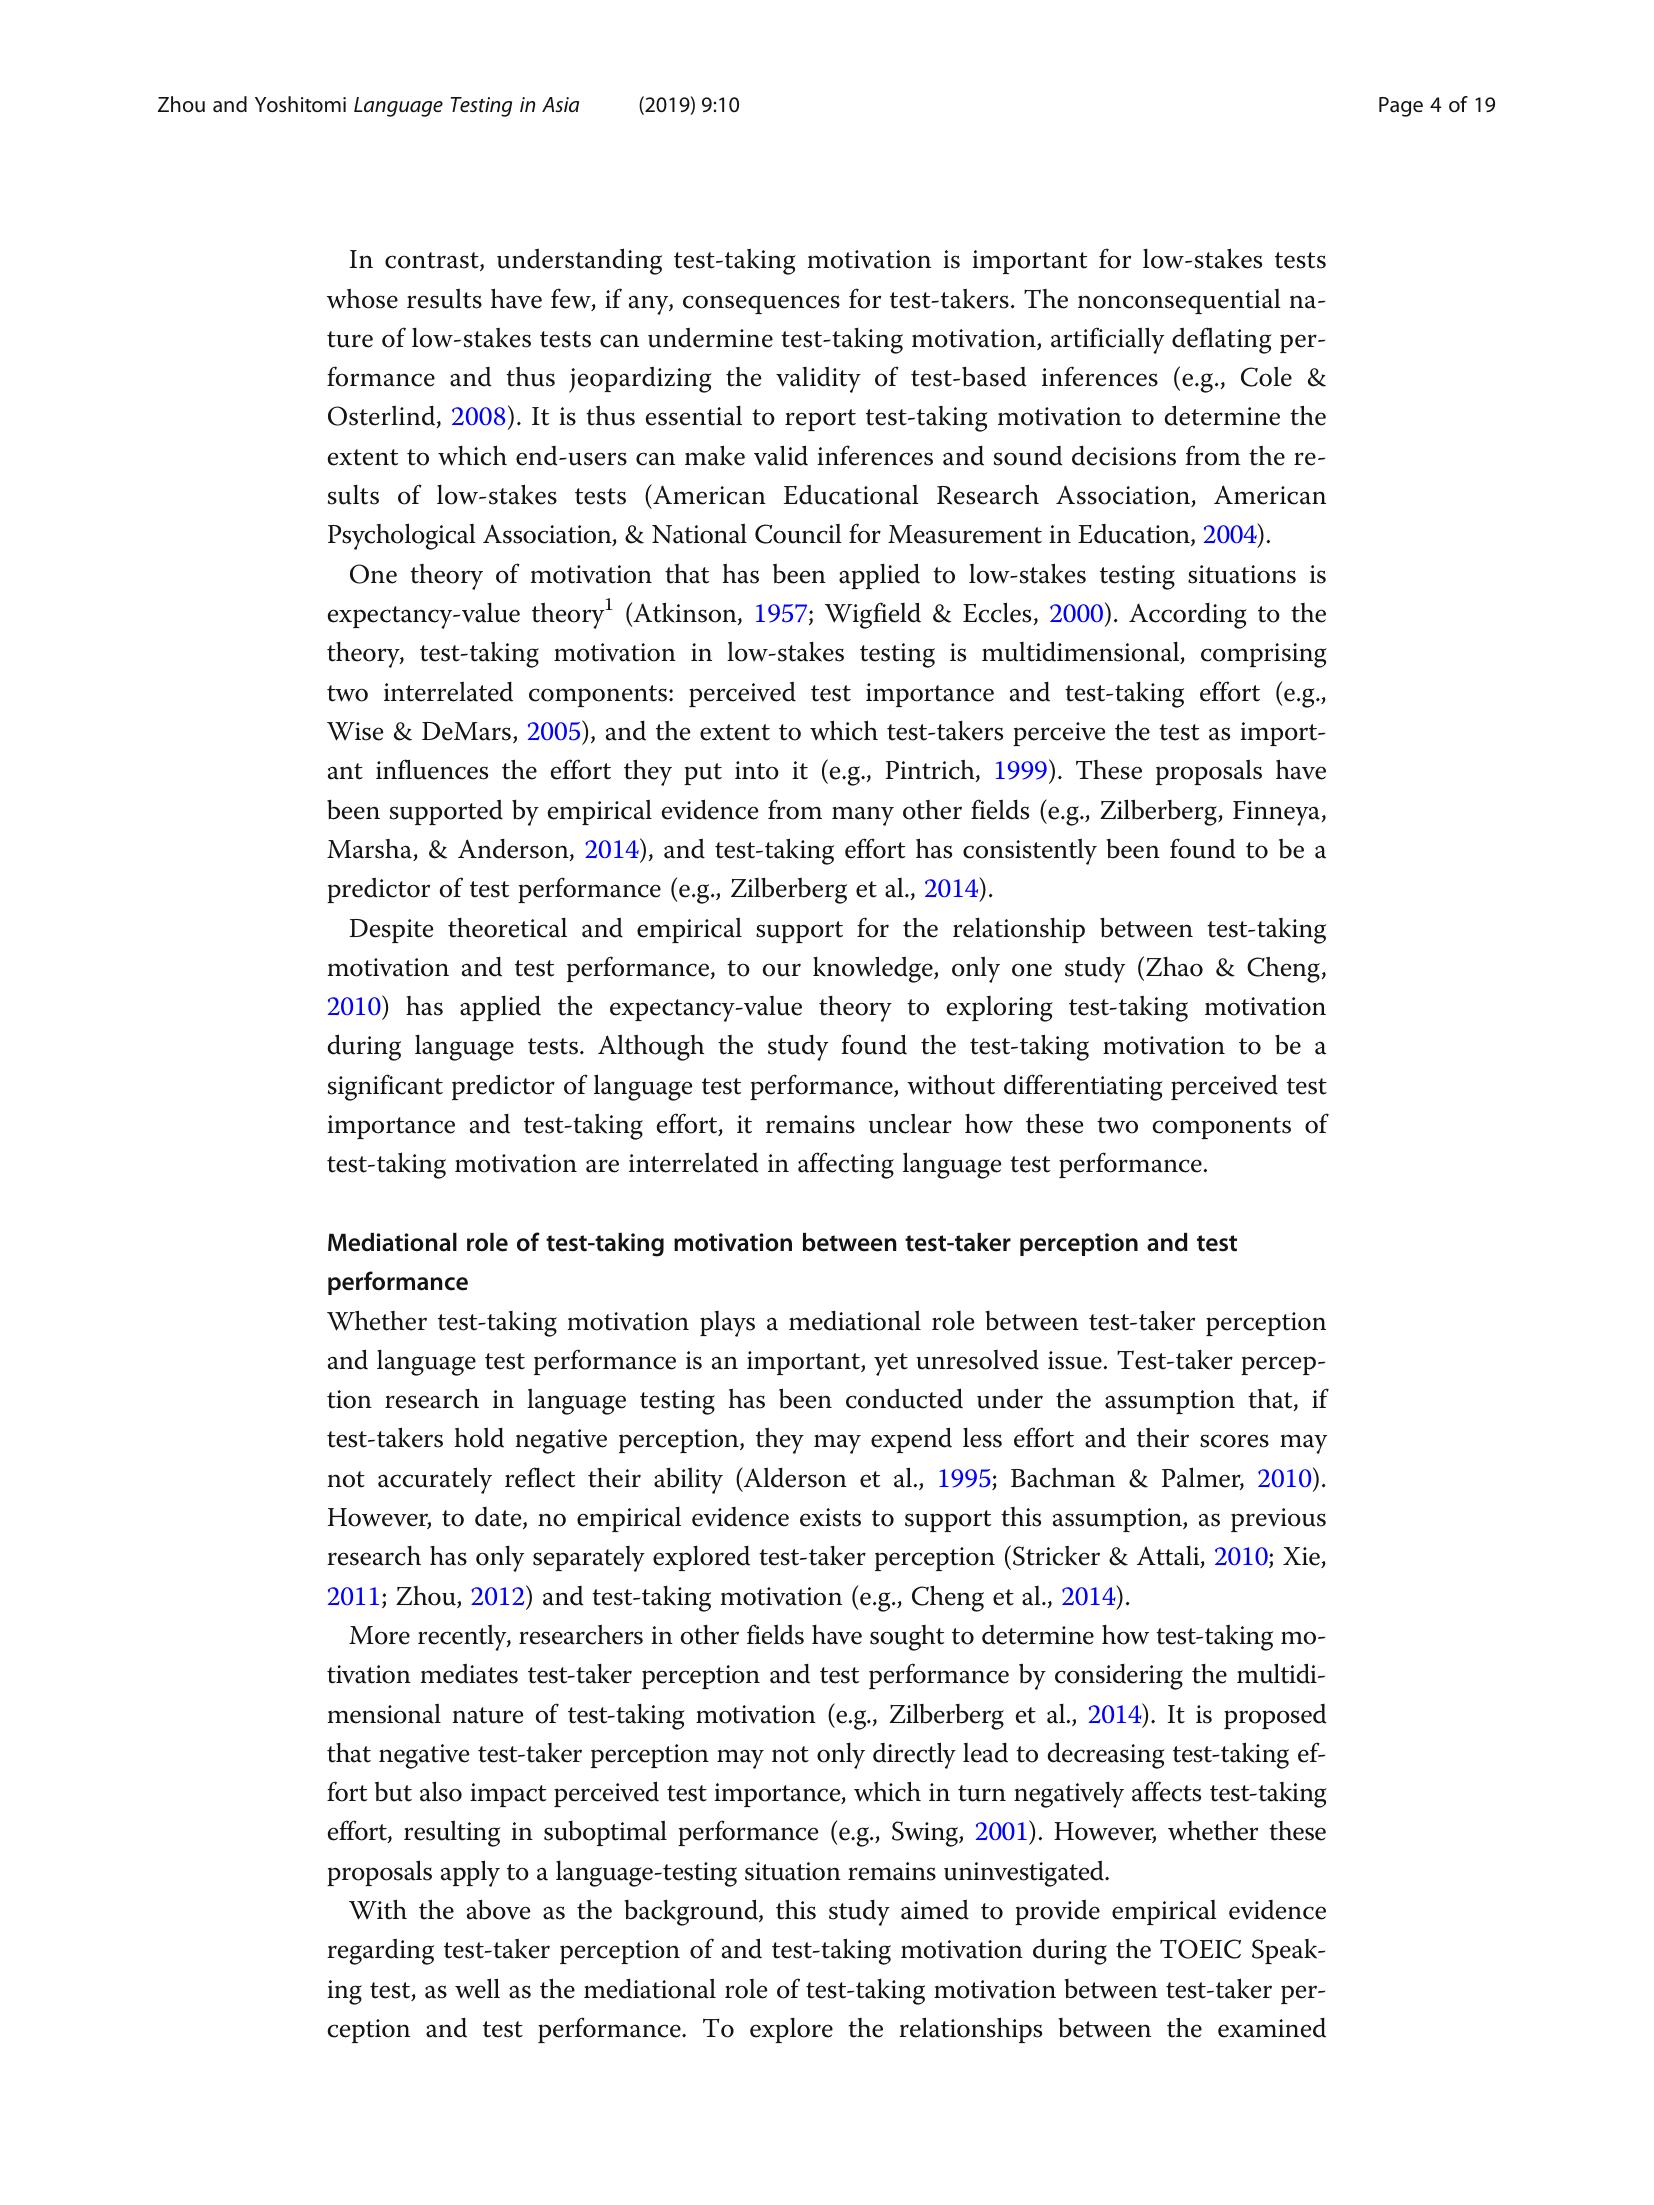 Zhou and Yoshitomi Language Testing in Asia (2019) 9:10 Page 4 of 19
In contrast, understanding test-taking motivation is important for low-stakes tests
whose results have few, if any, consequences for test-takers. The nonconsequential na-
ture of low-stakes tests can undermine test-taking motivation, artificially deflating per-
formance and thus jeopardizing the validity of test-based inferences (e.g., Cole &
Osterlind, 2008). It is thus essential to report test-taking motivation to determine the
extent to which end-users can make valid inferences and sound decisions from the re-
sults of low-stakes tests (American Educational Research Association, American
Psychological Association, & National Council for Measurement in Education, 2004).
One theory of motivation that has been applied to low-stakes testing situations is
expectancy-value theory1 (Atkinson, 1957; Wigfield & Eccles, 2000). According to the
theory, test-taking motivation in low-stakes testing is multidimensional, comprising
two interrelated components: perceived test importance and test-taking effort (e.g.,
Wise & DeMars, 2005), and the extent to which test-takers perceive the test as import-
ant influences the effort they put into it (e.g., Pintrich, 1999). These proposals have
been supported by empirical evidence from many other fields (e.g., Zilberberg, Finneya,
Marsha, & Anderson, 2014), and test-taking effort has consistently been found to be a
predictor of test performance (e.g., Zilberberg et al., 2014).
Despite theoretical and empirical support for the relationship between test-taking
motivation and test performance, to our knowledge, only one study (Zhao & Cheng,
2010) has applied the expectancy-value theory to exploring test-taking motivation
during language tests. Although the study found the test-taking motivation to be a
significant predictor of language test performance, without differentiating perceived test
importance and test-taking effort, it remains unclear how these two components of
test-taking motivation are interrelated in affecting language test performance.
Mediational role of test-taking motivation between test-taker perception and test
performance
Whether test-taking motivation plays a mediational role between test-taker perception
and language test performance is an important, yet unresolved issue. Test-taker percep-
tion research in language testing has been conducted under the assumption that, if
test-takers hold negative perception, they may expend less effort and their scores may
not accurately reflect their ability (Alderson et al., 1995; Bachman & Palmer, 2010).
However, to date, no empirical evidence exists to support this assumption, as previous
research has only separately explored test-taker perception (Stricker & Attali, 2010; Xie,
2011; Zhou, 2012) and test-taking motivation (e.g., Cheng et al., 2014).
More recently, researchers in other fields have sought to determine how test-taking mo-
tivation mediates test-taker perception and test performance by considering the multidi-
mensional nature of test-taking motivation (e.g., Zilberberg et al., 2014). It is proposed
that negative test-taker perception may not only directly lead to decreasing test-taking ef-
fort but also impact perceived test importance, which in turn negatively affects test-taking
effort, resulting in suboptimal performance (e.g., Swing, 2001). However, whether these
proposals apply to a language-testing situation remains uninvestigated.
With the above as the background, this study aimed to provide empirical evidence
regarding test-taker perception of and test-taking motivation during the TOEIC Speak-
ing test, as well as the mediational role of test-taking motivation between test-taker per-
ception and test performance. To explore the relationships between the examined